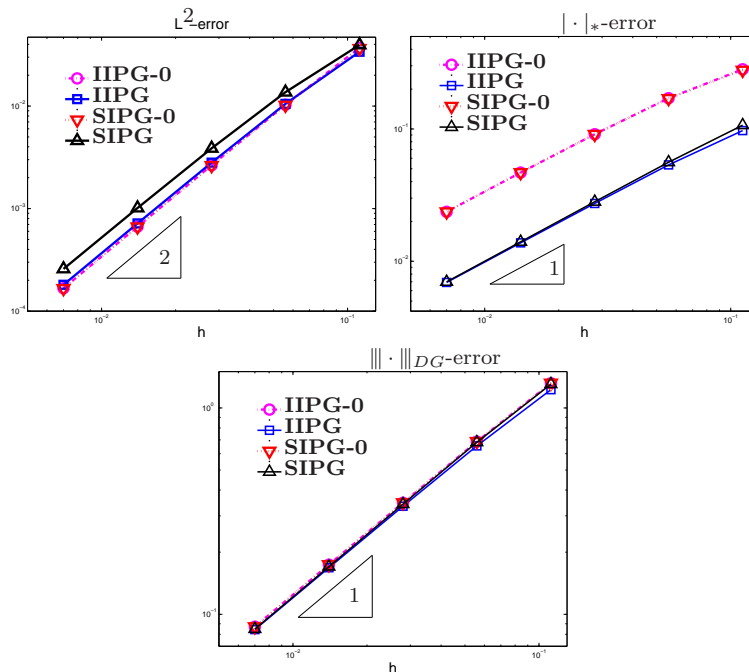 L²-error
IIPG-0
IIPG
SIPG-0
SIPG
10⁻²
10⁻³
10⁻⁴
2
10⁻² 10⁻¹
h
| · |∗-error
IIPG-0
IIPG
SIPG-0
SIPG
10⁻¹
10⁻²
1
10⁻² 10⁻¹
h
||| · |||DG-error
IIPG-0
IIPG
SIPG-0
SIPG
10⁰
10⁻¹
1
10⁻² 10⁻¹
h